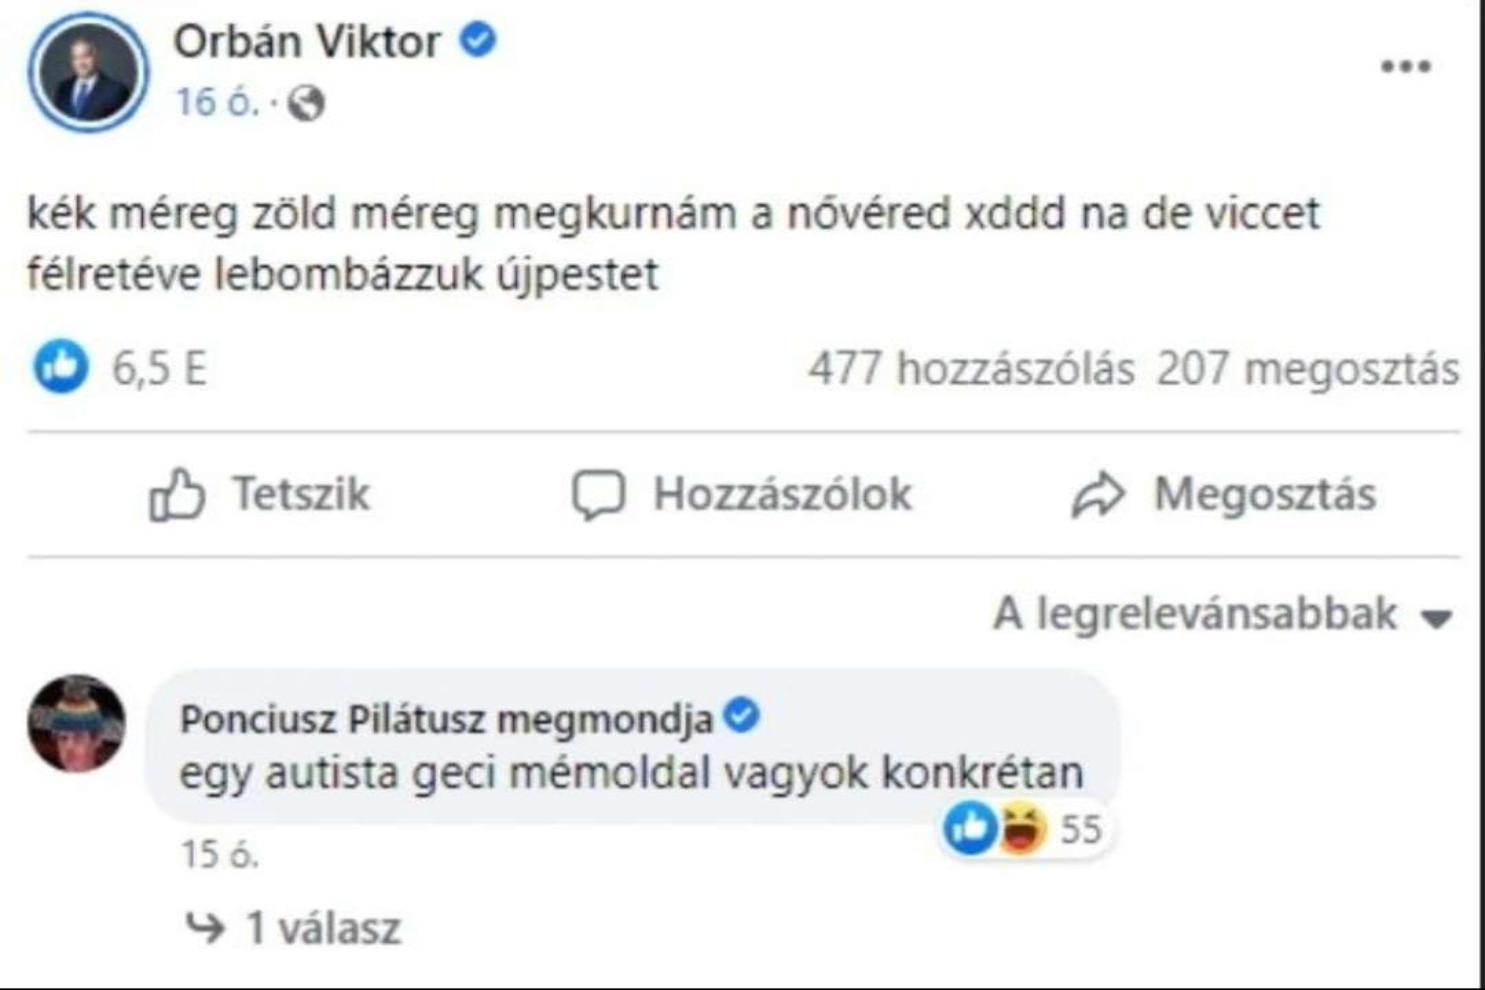 Orbán Viktor
16 ó. ·
kék méreg zöld méreg megkurnám a nővéred xddd na de viccet
félretéve lebombázzuk újpestet
6,5 E
477 hozzászólás 207 megosztás
Tetszik
Hozzászólok
Megosztás
A legrelevánsabbak
Ponciusz Pilátusz megmondja
egy autista geci mémoldal vagyok konkrétan
55
15 ó.
1 válasz